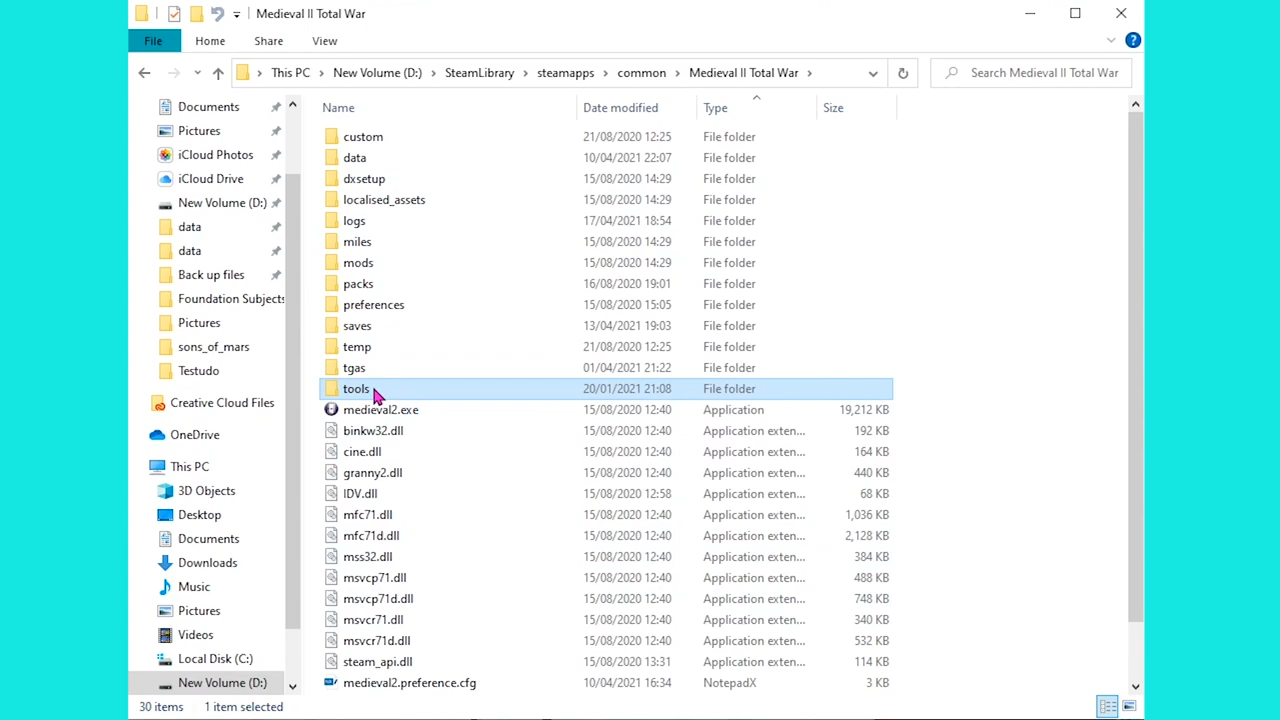 Medieval II Total War
File Home Share View
This PC New Volume (D:) SteamLibrary steamapps common Medieval II Total War Search Medieval II Total War
Documents
Pictures
iCloud Photos
iCloud Drive
New Volume (D:)
data
data
Back up files
Foundation Subjects
Pictures
sons_of_mars
Testudo
Creative Cloud Files
OneDrive
This PC
3D Objects
Desktop
Documents
Downloads
Music
Pictures
Videos
Local Disk (C:)
New Volume (D:)
Name Date modified Type Size
custom 21/08/2020 12:25 File folder
data 10/04/2021 22:07 File folder
dxsetup 15/08/2020 14:29 File folder
localised_assets 15/08/2020 14:29 File folder
logs 17/04/2021 18:54 File folder
miles 15/08/2020 14:29 File folder
mods 15/08/2020 14:29 File folder
packs 16/08/2020 19:01 File folder
preferences 15/08/2020 15:05 File folder
saves 13/04/2021 19:03 File folder
temp 21/08/2020 12:25 File folder
tgas 01/04/2021 21:22 File folder
tools 20/01/2021 21:08 File folder
medieval2.exe 15/08/2020 12:40 Application 19,212 KB
binkw32.dll 15/08/2020 12:40 Application exten... 192 KB
cine.dll 15/08/2020 12:40 Application exten... 164 KB
granny2.dll 15/08/2020 12:40 Application exten... 440 KB
IDV.dll 15/08/2020 12:58 Application exten... 68 KB
mfc71.dll 15/08/2020 12:40 Application exten... 1,036 KB
mfc71d.dll 15/08/2020 12:40 Application exten... 2,128 KB
mss32.dll 15/08/2020 12:40 Application exten... 384 KB
msvcp71.dll 15/08/2020 12:40 Application exten... 488 KB
msvcp71d.dll 15/08/2020 12:40 Application exten... 748 KB
msvcr71.dll 15/08/2020 12:40 Application exten... 340 KB
msvcr71d.dll 15/08/2020 12:40 Application exten... 532 KB
steam_api.dll 15/08/2020 13:31 Application exten... 114 KB
medieval2.preference.cfg 10/04/2021 16:34 NotepadX 3 KB
30 items 1 item selected